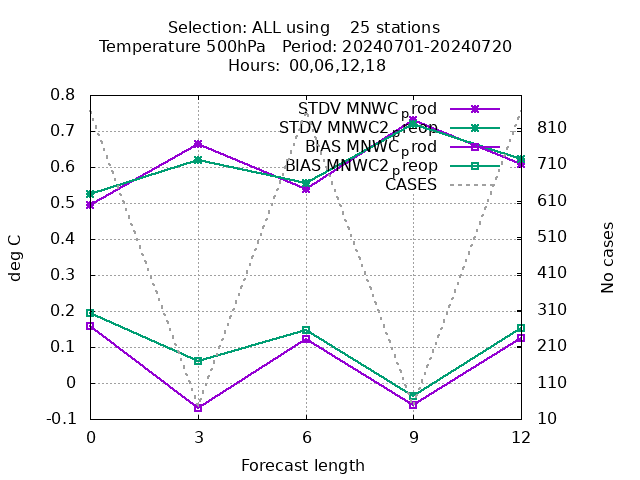 Selection: ALL using    25 stations
Temperature 500hPa   Period: 20240701-20240720
Hours: 00,06,12,18
STDV MNWC_prod
STDV MNWC2_preop
BIAS MNWC_prod
BIAS MNWC2_preop
CASES
0.8
0.7
0.6
0.5
0.4
0.3
0.2
0.1
0
-0.1
deg C
810
710
610
510
410
310
210
110
10
No cases
0 3 6 9 12
Forecast length